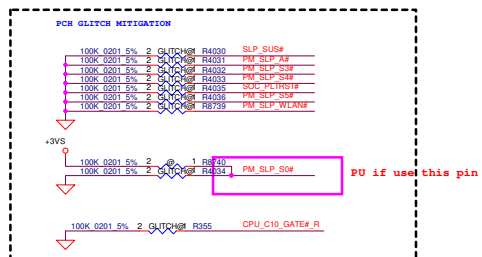 PCH GLITCH MITIGATION
100K_0201_5% 2 GLITCH@1 R4030 SLP_SUS#
100K_0201_5% 2 GLITCH@1 R4031 PM_SLP_A#
100K_0201_5% 2 GLITCH@1 R4032 PM_SLP_S3#
100K_0201_5% 2 GLITCH@1 R4033 PM_SLP_S4#
100K_0201_5% 2 GLITCH@1 R4035 SOC_PLTRST#
100K_0201_5% 2 GLITCH@1 R4036 PM_SLP_S5#
100K_0201_5% 2 GLITCH@1 R8739 PM_SLP_WLAN#
+3VS
100K_0201_5% 2 @ 1 R8740
100K_0201_5% 2 GLITCH@1 R4034 PM_SLP_S0#
PU if use this pin
100K_0201_5% 2 GLITCH@1 R355 CPU_C10_GATE#_R